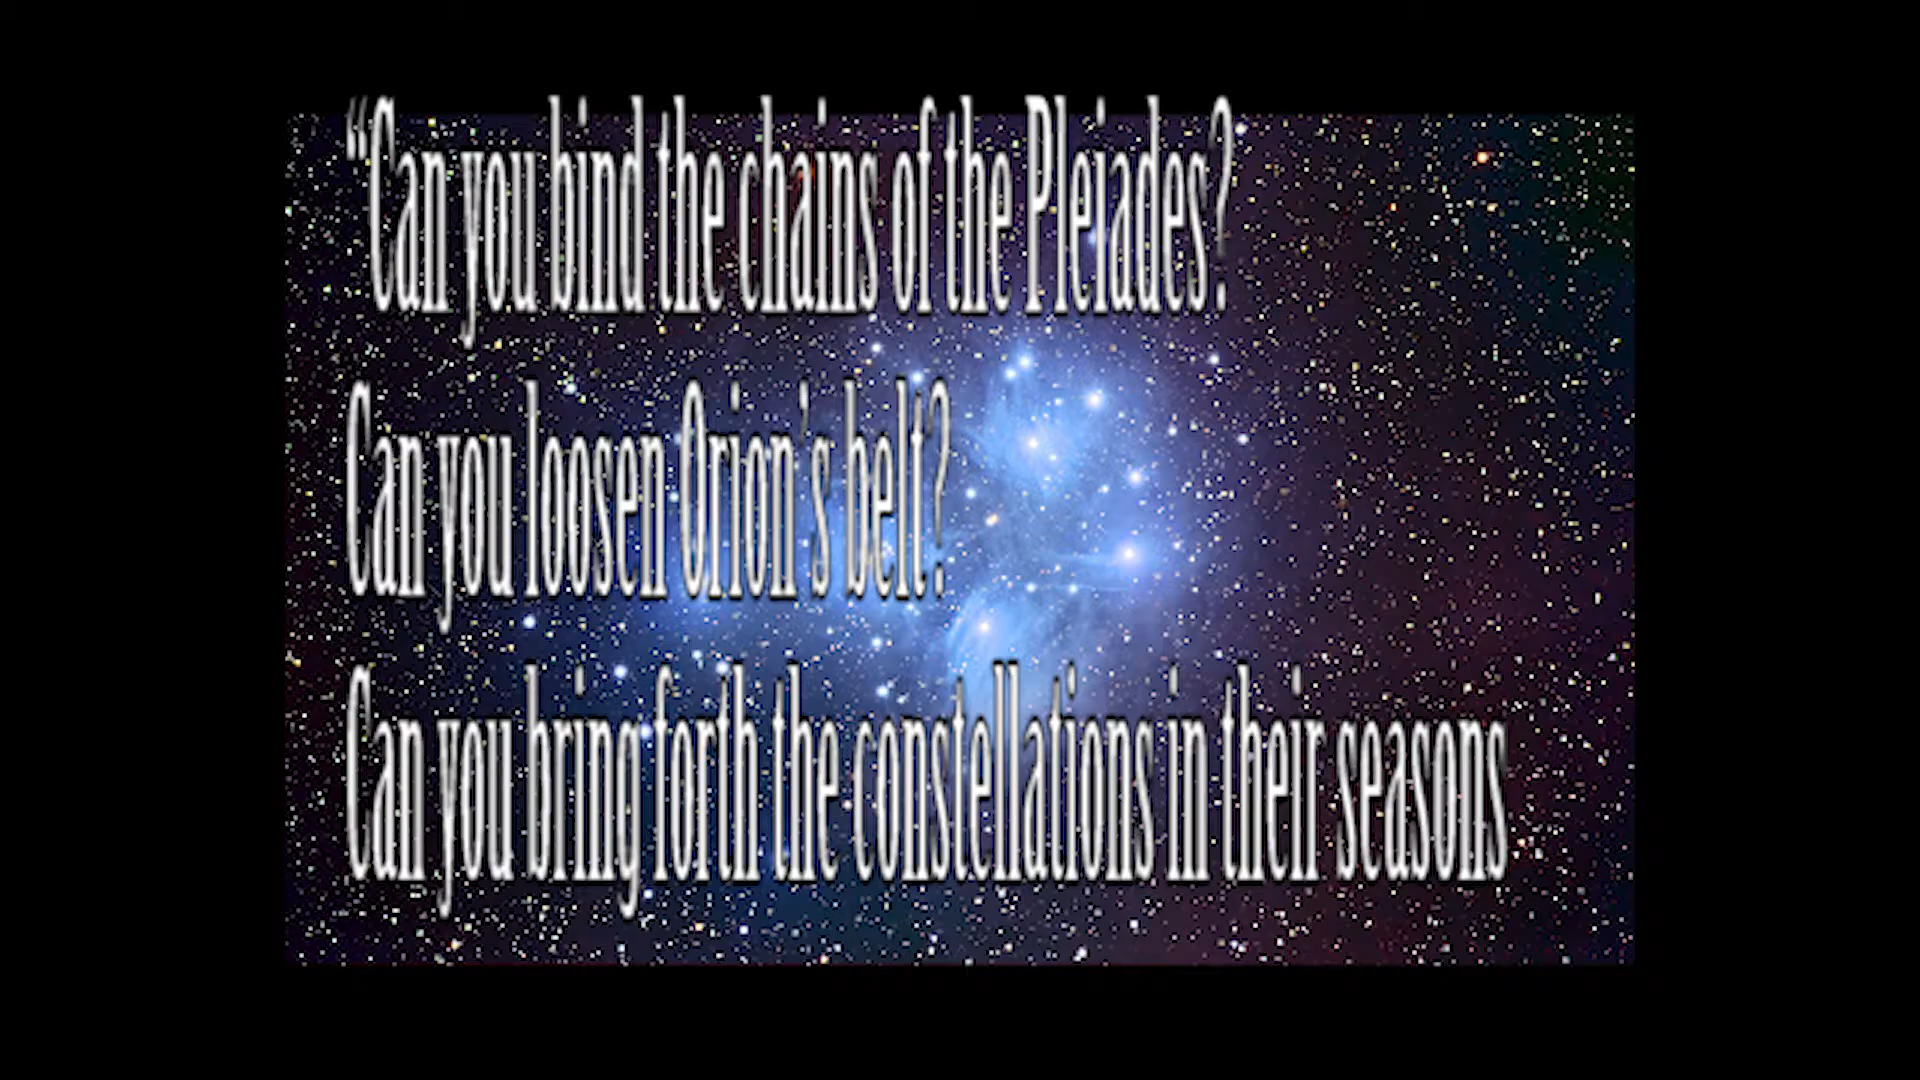 “Can you bind the chains of the Pleiades?
Can you loosen Orion's belt?
Can you bring forth the constellations in their seasons